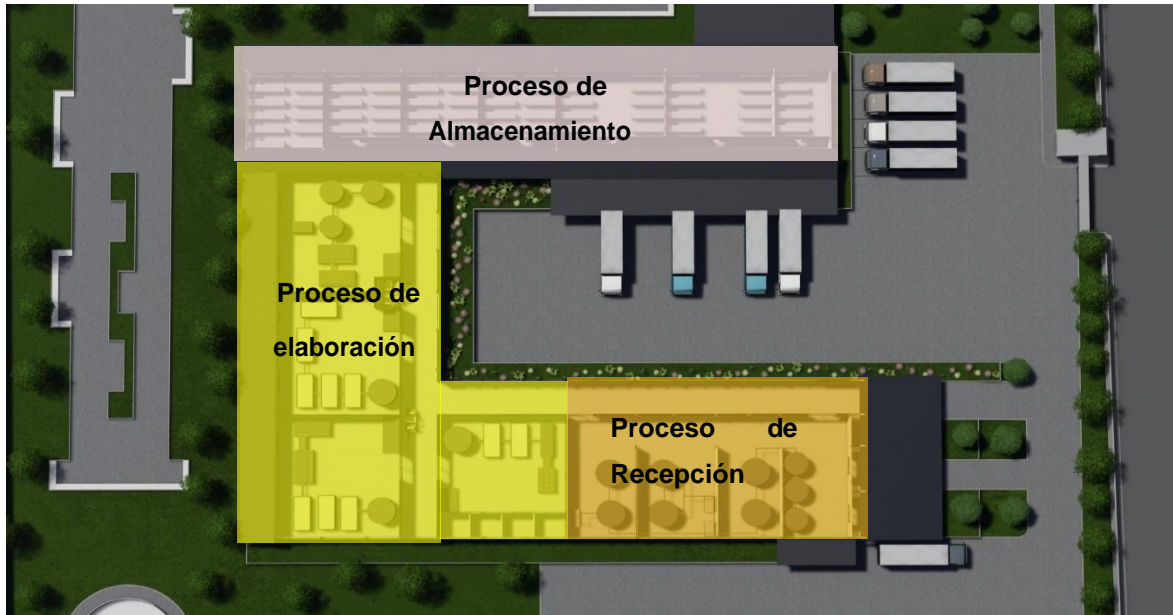 Proceso de
Almacenamiento
Proceso de
elaboración
Proceso de
Recepción